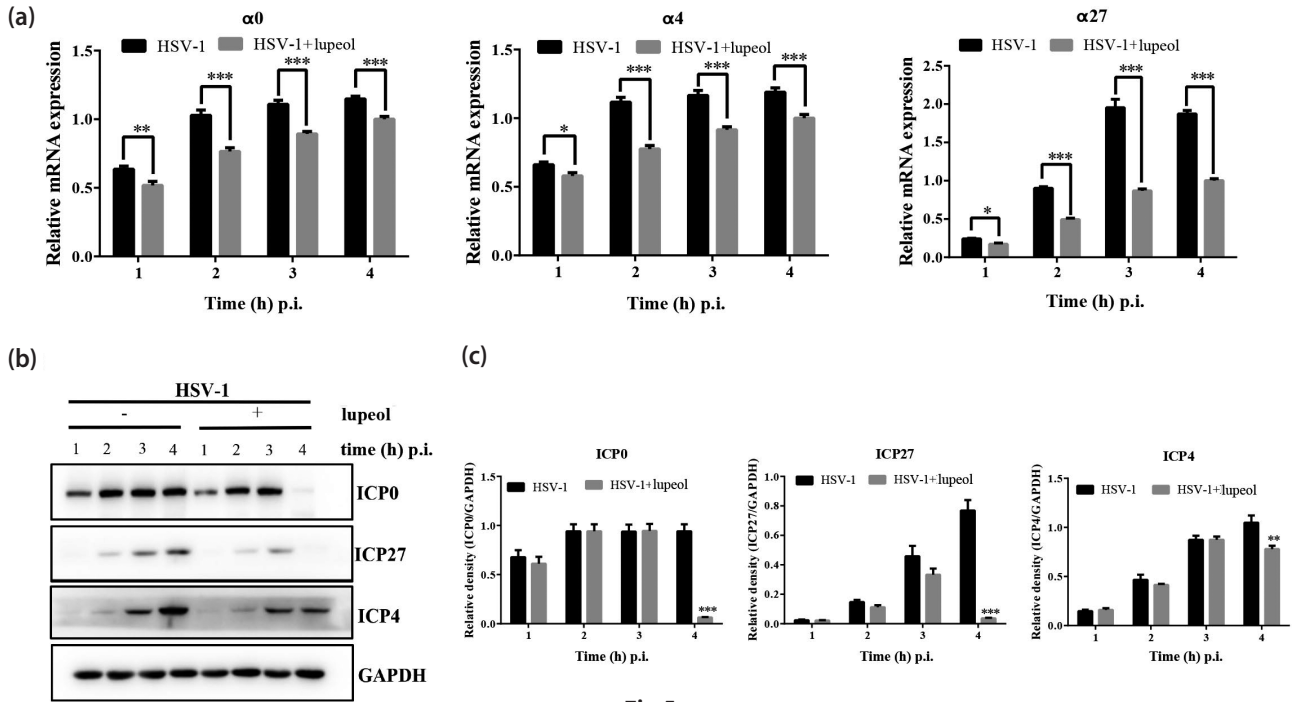 (a)
α0
HSV-1 HSV-1+lupeol
Relative mRNA expression
1.5
1.0
0.5
0.0
** *** *** ***
1 2 3 4
Time (h) p.i.
α4
HSV-1 HSV-1+lupeol
Relative mRNA expression
1.5
1.0
0.5
0.0
* *** *** ***
1 2 3 4
Time (h) p.i.
α27
HSV-1 HSV-1+lupeol
Relative mRNA expression
2.5
2.0
1.5
1.0
0.5
0.0
* *** *** ***
1 2 3 4
Time (h) p.i.
(b)
HSV-1
- + lupeol
1 2 3 4 1 2 3 4 time (h) p.i.
ICP0
ICP27
ICP4
GAPDH
(c)
ICP0
HSV-1 HSV-1+lupeol
Relative density (ICP0/GAPDH)
1.5
1.0
0.5
0.0
***
1 2 3 4
Time (h) p.i.
ICP27
HSV-1 HSV-1+lupeol
Relative density (ICP27/GAPDH)
1.0
0.8
0.6
0.4
0.2
0.0
***
1 2 3 4
Time (h) p.i.
ICP4
HSV-1 HSV-1+lupeol
Relative density (ICP4/GAPDH)
1.5
1.0
0.5
0.0
**
1 2 3 4
Time (h) p.i.